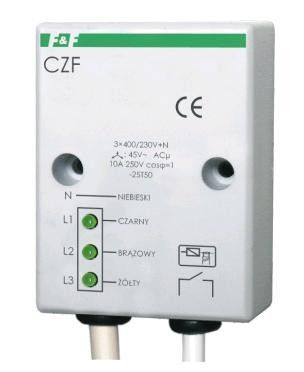 F&F
CZF
CE
3×400/230V+N
: 45V~ ACµ
10A 250V cosφ=1
-25T50
N NIEBIESKI
L1 CZARNY
L2 BRĄZOWY
L3 ŻÓŁTY